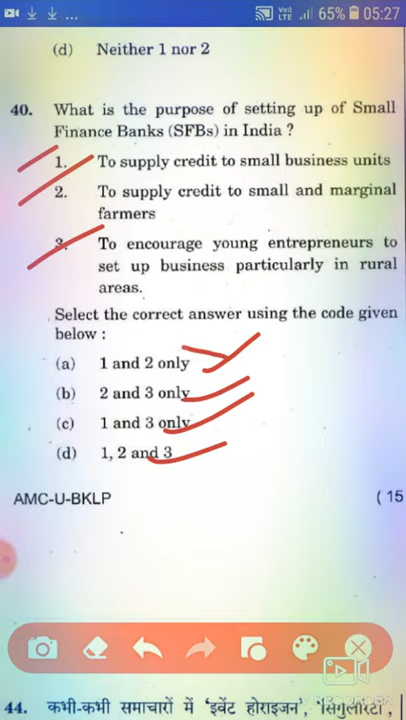 65% 05:27
(d) Neither 1 nor 2
40. What is the purpose of setting up of Small
Finance Banks (SFBs) in India ?
1. To supply credit to small business units
2. To supply credit to small and marginal
farmers
3. To encourage young entrepreneurs to
set up business particularly in rural
areas.
Select the correct answer using the code given
below :
(a) 1 and 2 only
(b) 2 and 3 only
(c) 1 and 3 only
(d) 1, 2 and 3
AMC-U-BKLP ( 15
44. कभी-कभी समाचारों में 'इवेंट होराइजन', 'सिंगुलैरिटी',